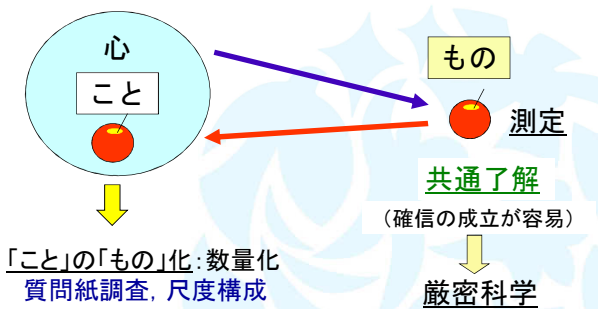 心
こと
もの
測定
共通了解
（確信の成立が容易）
「こと」の「もの」化：数量化
質問紙調査，尺度構成
厳密科学